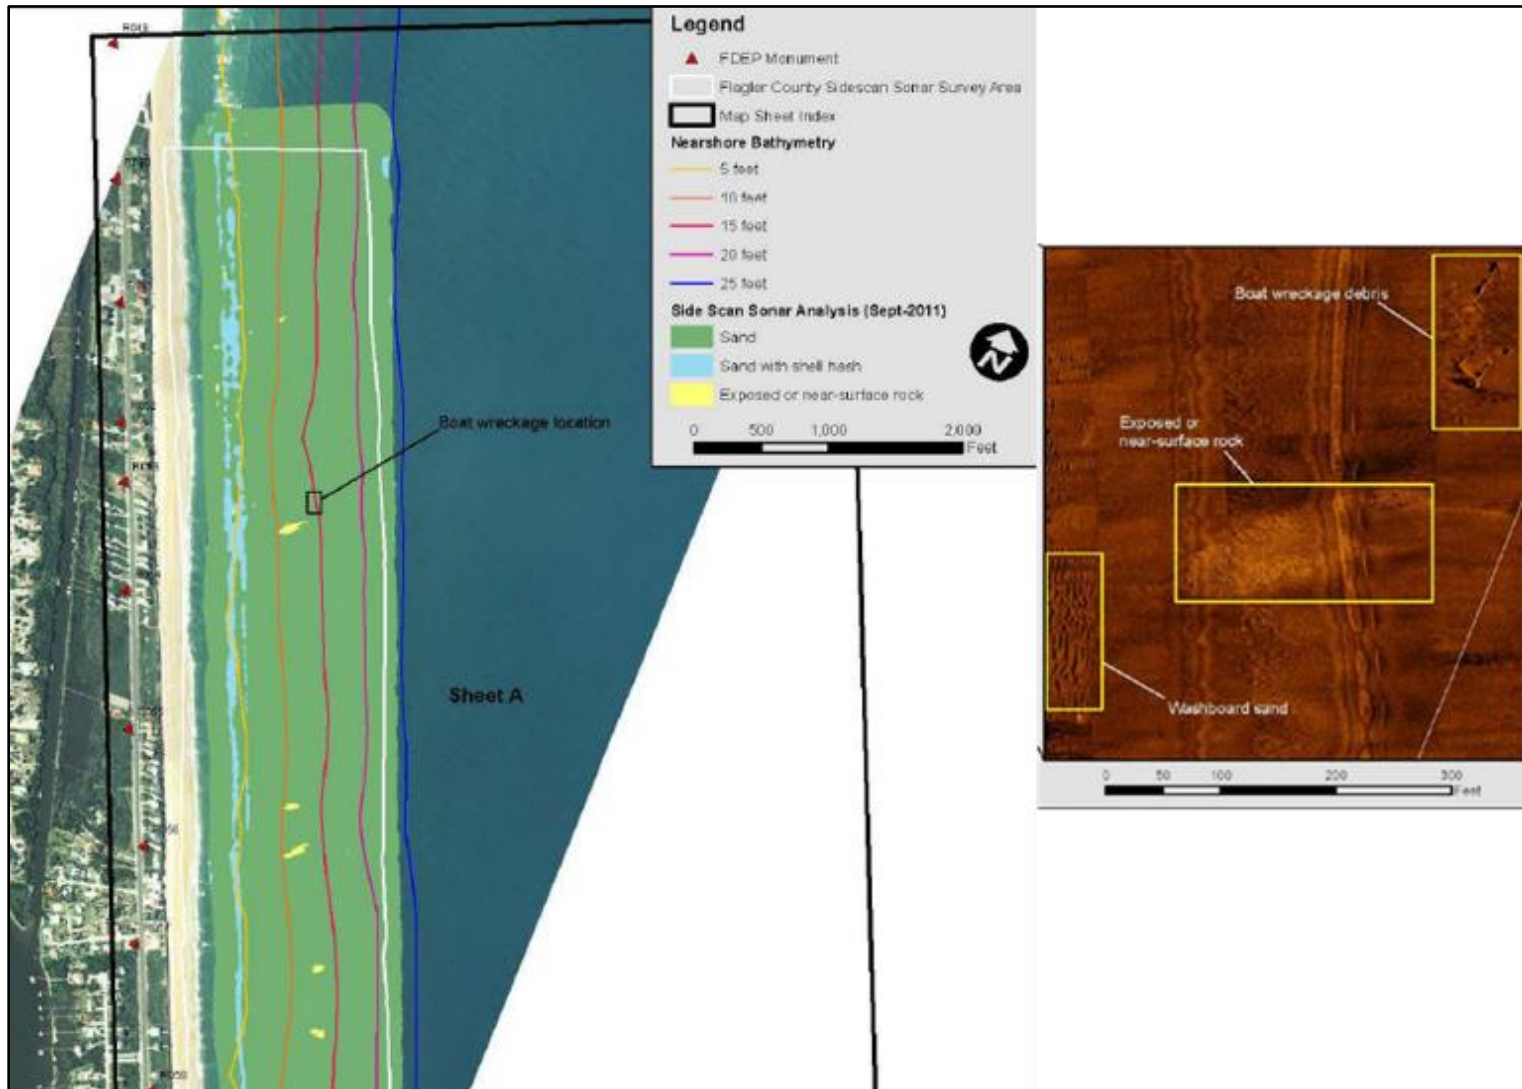 R049
Legend
FDEP Monument
Flagler County Sidescan Sonar Survey Area
Map Sheet Index
Nearshore Bathymetry
5 feet
10 feet
15 feet
20 feet
25 feet
Side Scan Sonar Analysis (Sept-2011)
Sand
Sand with shell hash
Exposed or near-surface rock
N
0 500 1,000 2,000
Feet
Boat wreckage location
Sheet A
Boat wreckage debris
Exposed or
near-surface rock
Washboard sand
0 50 100 200 300
Feet